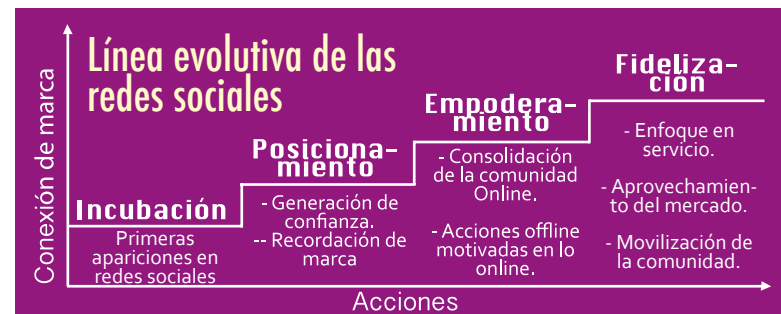 Línea evolutiva de las
redes sociales
Conexión de marca
Incubación
Primeras
apariciones en
redes sociales
Posiciona-
miento
- Generación de
confianza.
-- Recordación de
marca
Empodera-
miento
- Consolidación
de la comunidad
Online.
- Acciones offline
motivadas en lo
online.
Fideliza-
ción
- Enfoque en
servicio.
- Aprovechamien-
to del mercado.
- Movilización de
la comunidad.
Acciones